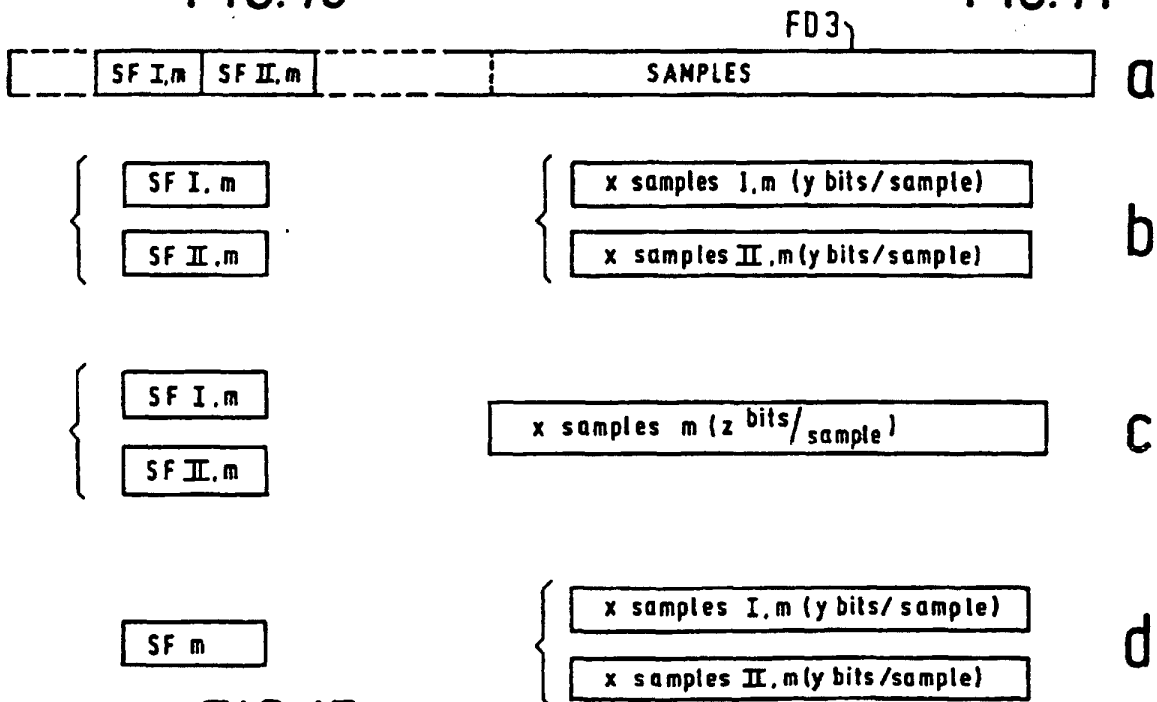 FD3
SF I,m SF II,m SAMPLES a
SF I, m x samples I,m (y bits/sample) b
SF II,m x samples II,m (y bits/sample)
SF I.m x samples m (z bits/sample) c
SF II.m
SF m x samples I,m (y bits/sample) d
x samples II,m (y bits/sample)